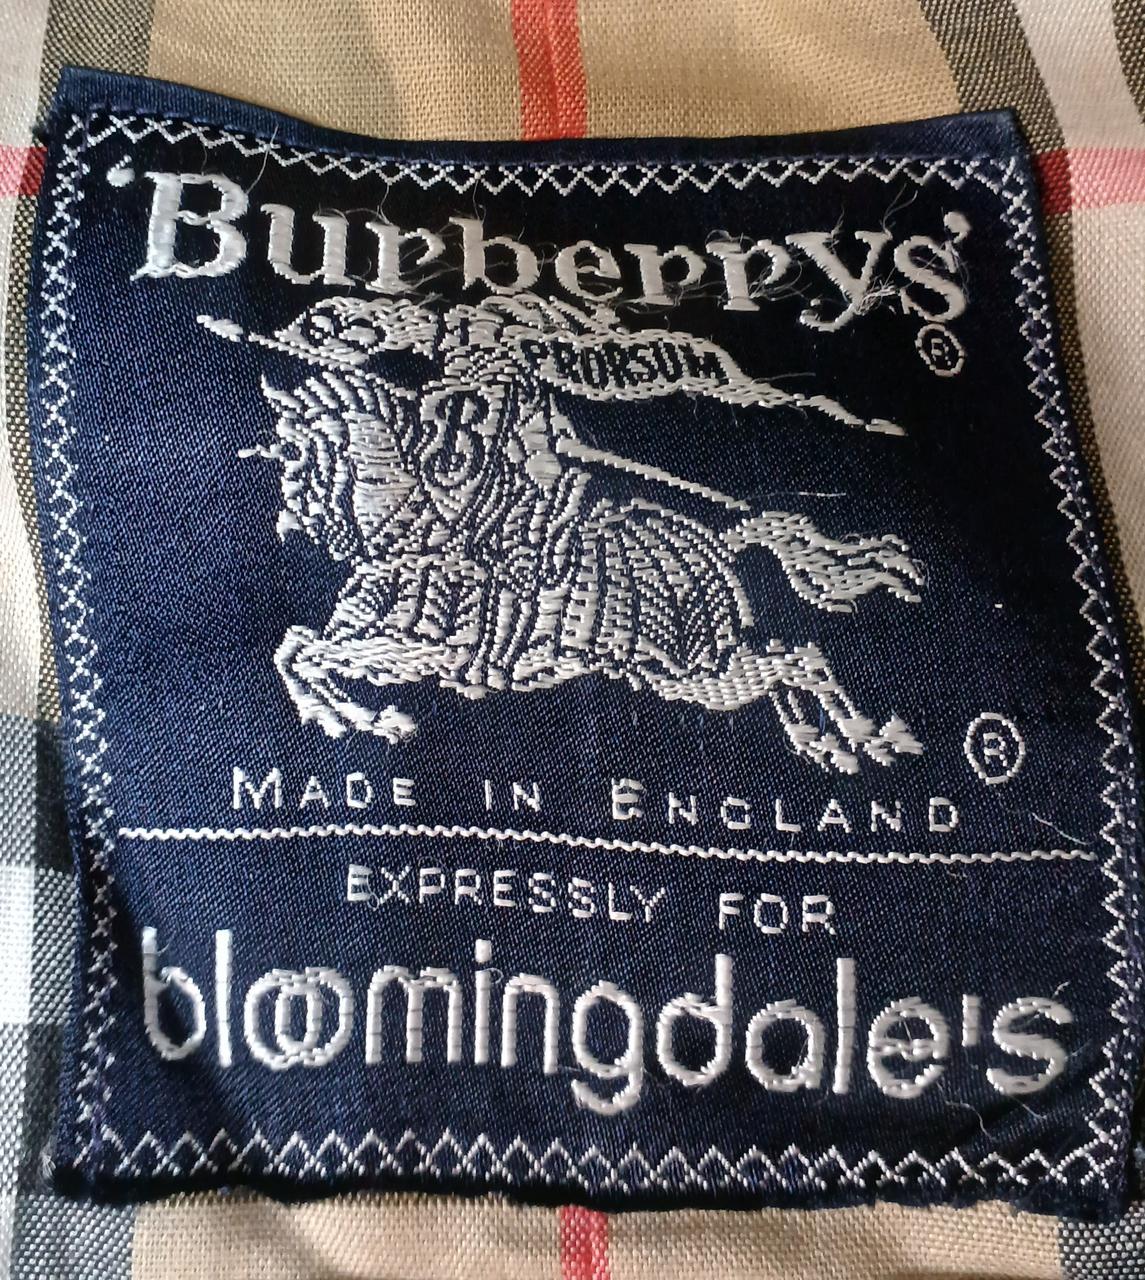 'Burberrys'
®
PRORSUM
B
®
MADE IN ENGLAND
EXPRESSLY FOR
bloomingdale's